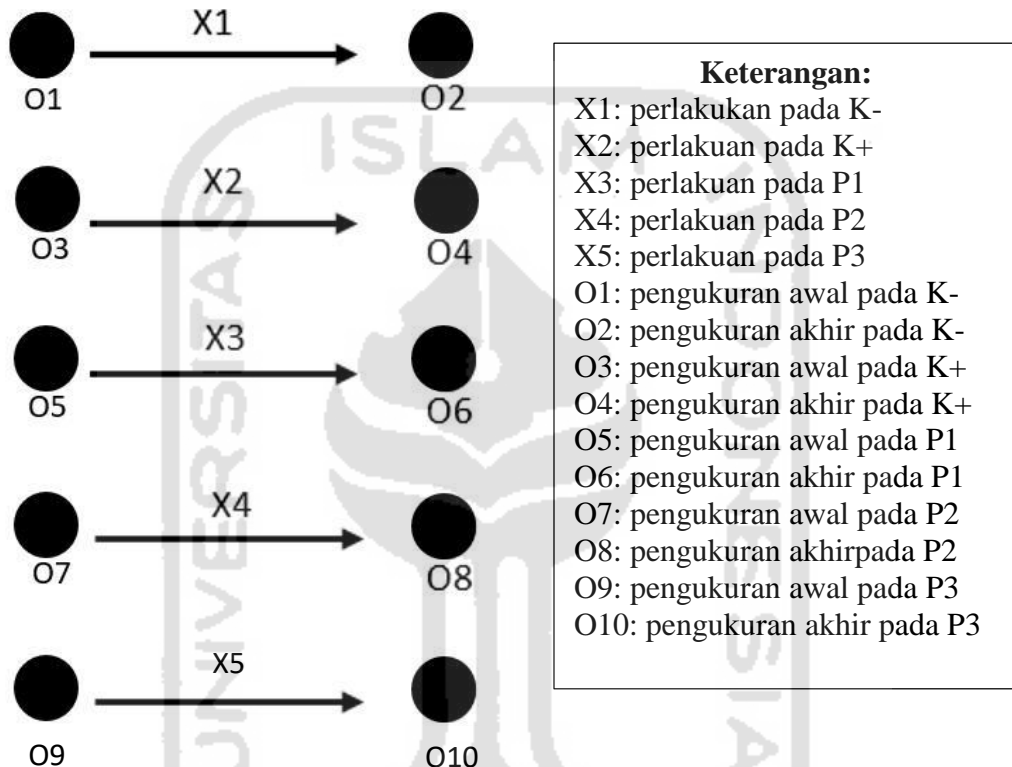 X1
O1
O2
X2
O3
O4
X3
O5
O6
X4
O7
O8
X5
O9
O10
Keterangan:
X1: perlakukan pada K-
X2: perlakuan pada K+
X3: perlakuan pada P1
X4: perlakuan pada P2
X5: perlakuan pada P3
O1: pengukuran awal pada K-
O2: pengukuran akhir pada K-
O3: pengukuran awal pada K+
O4: pengukuran akhir pada K+
O5: pengukuran awal pada P1
O6: pengukuran akhir pada P1
O7: pengukuran awal pada P2
O8: pengukuran akhirpada P2
O9: pengukuran awal pada P3
O10: pengukuran akhir pada P3
ISLAM
UNIVERSITAS
INDONESIA